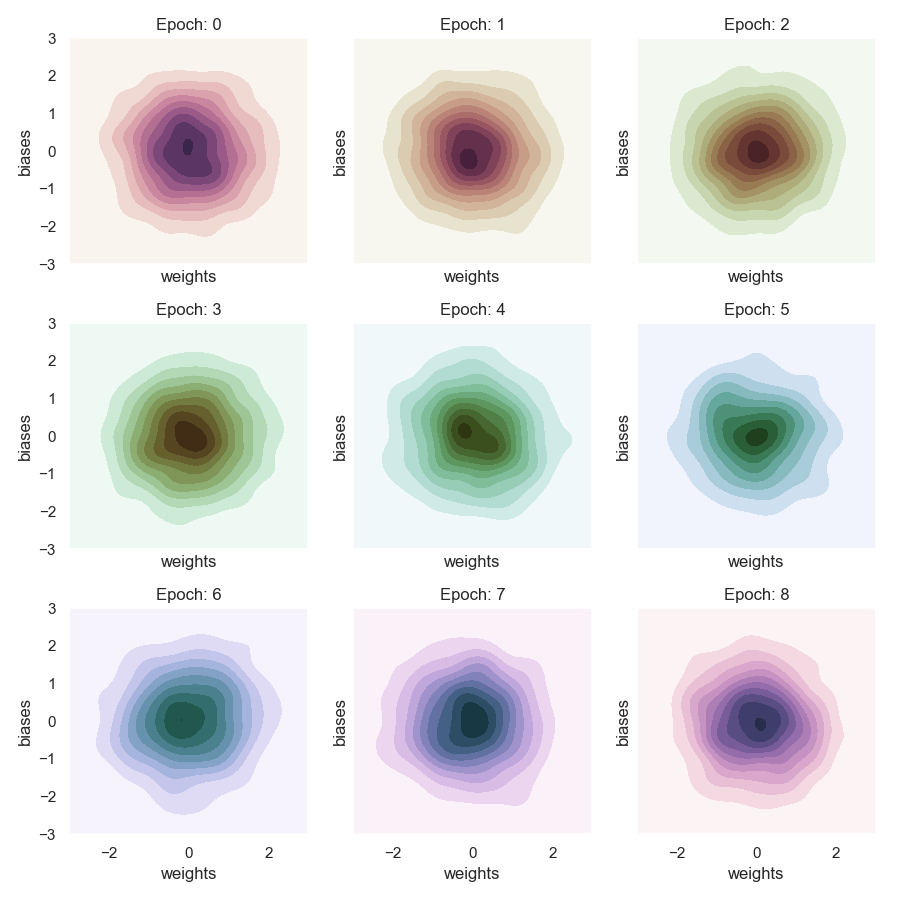 Epoch: 0 Epoch: 1 Epoch: 2
3
2
1
0
−1
−2
−3
biases biases biases
weights weights weights
Epoch: 3 Epoch: 4 Epoch: 5
3
2
1
0
−1
−2
−3
biases biases biases
weights weights weights
Epoch: 6 Epoch: 7 Epoch: 8
3
2
1
0
−1
−2
−3
biases biases biases
−2 0 2 −2 0 2 −2 0 2
weights weights weights